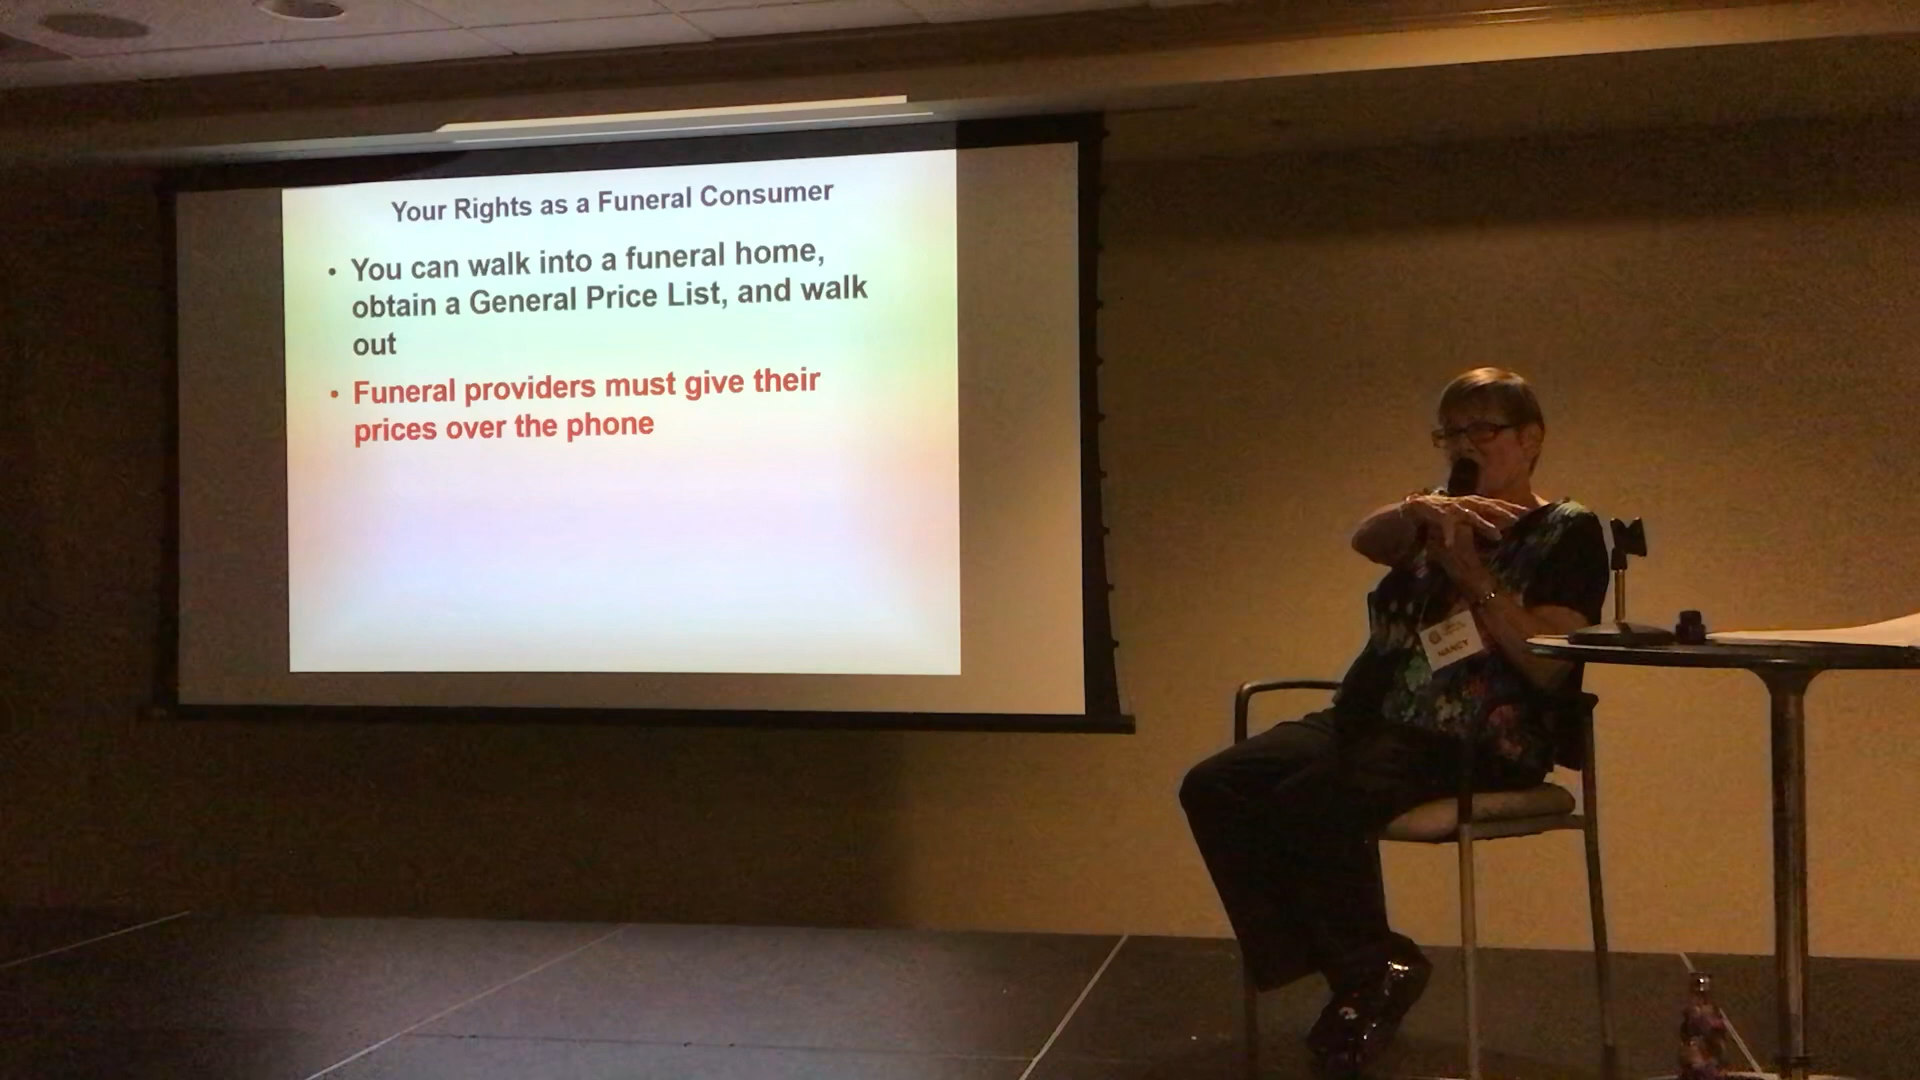 Your Rights as a Funeral Consumer
• You can walk into a funeral home,
obtain a General Price List, and walk
out
• Funeral providers must give their
prices over the phone
NANCY